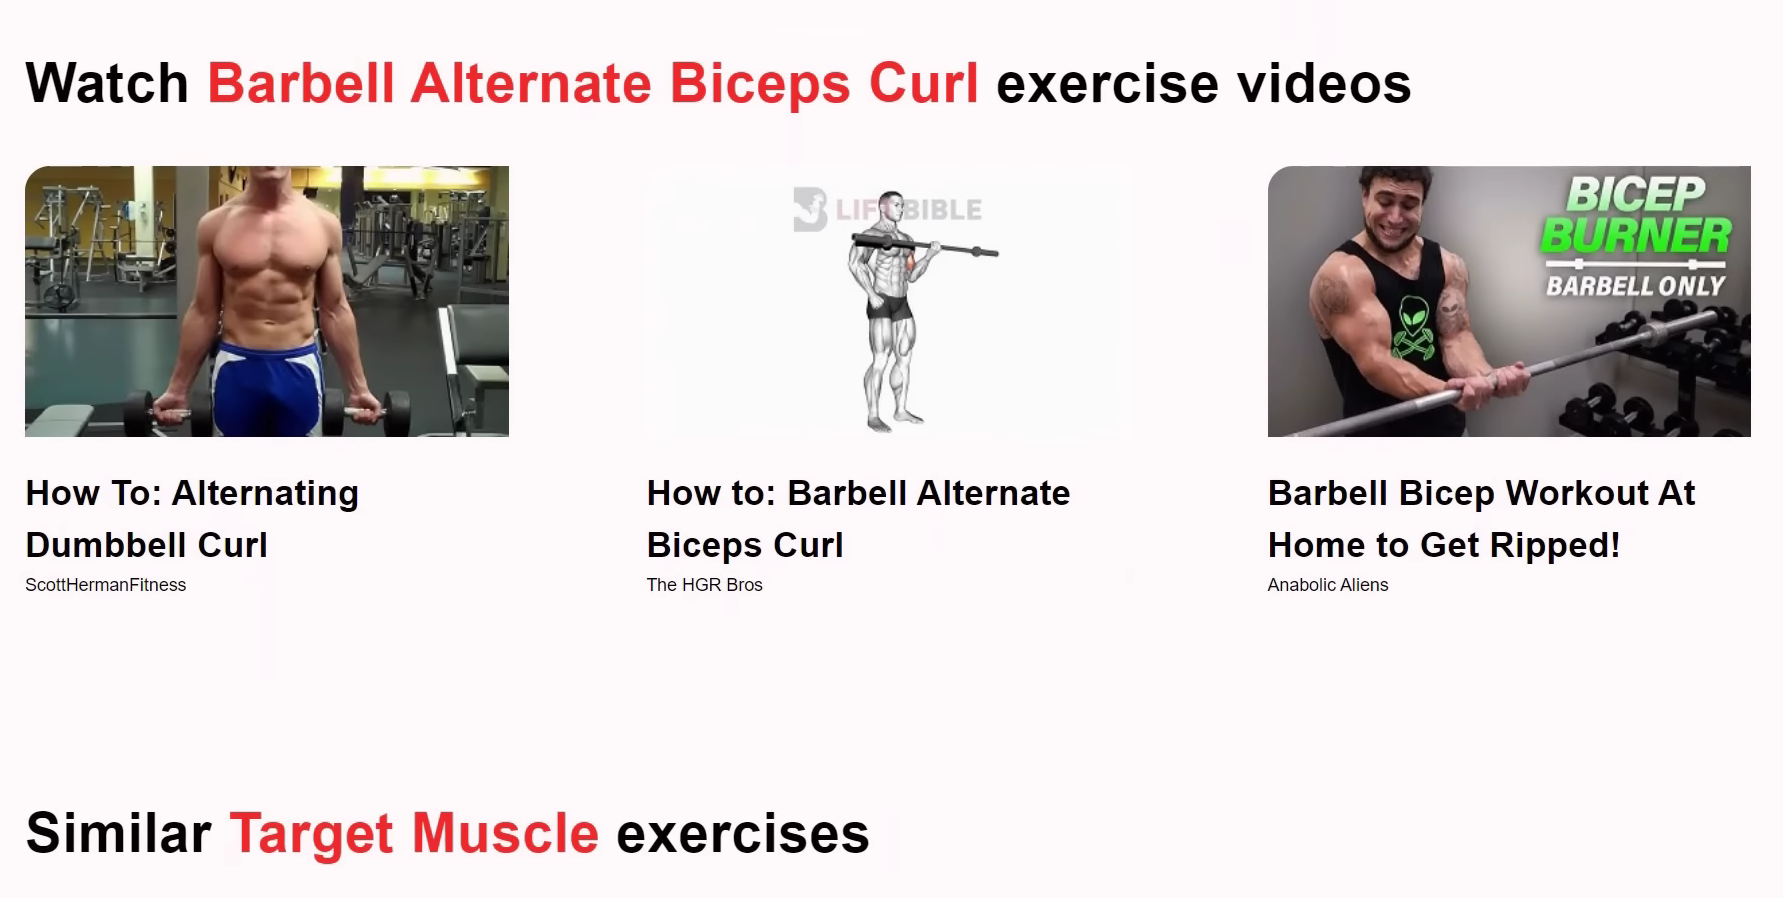 Watch Barbell Alternate Biceps Curl exercise videos
LIFTBIBLE
BICEP
BURNER
BARBELL ONLY
How To: Alternating
Dumbbell Curl
ScottHermanFitness
How to: Barbell Alternate
Biceps Curl
The HGR Bros
Barbell Bicep Workout At
Home to Get Ripped!
Anabolic Aliens
Similar Target Muscle exercises